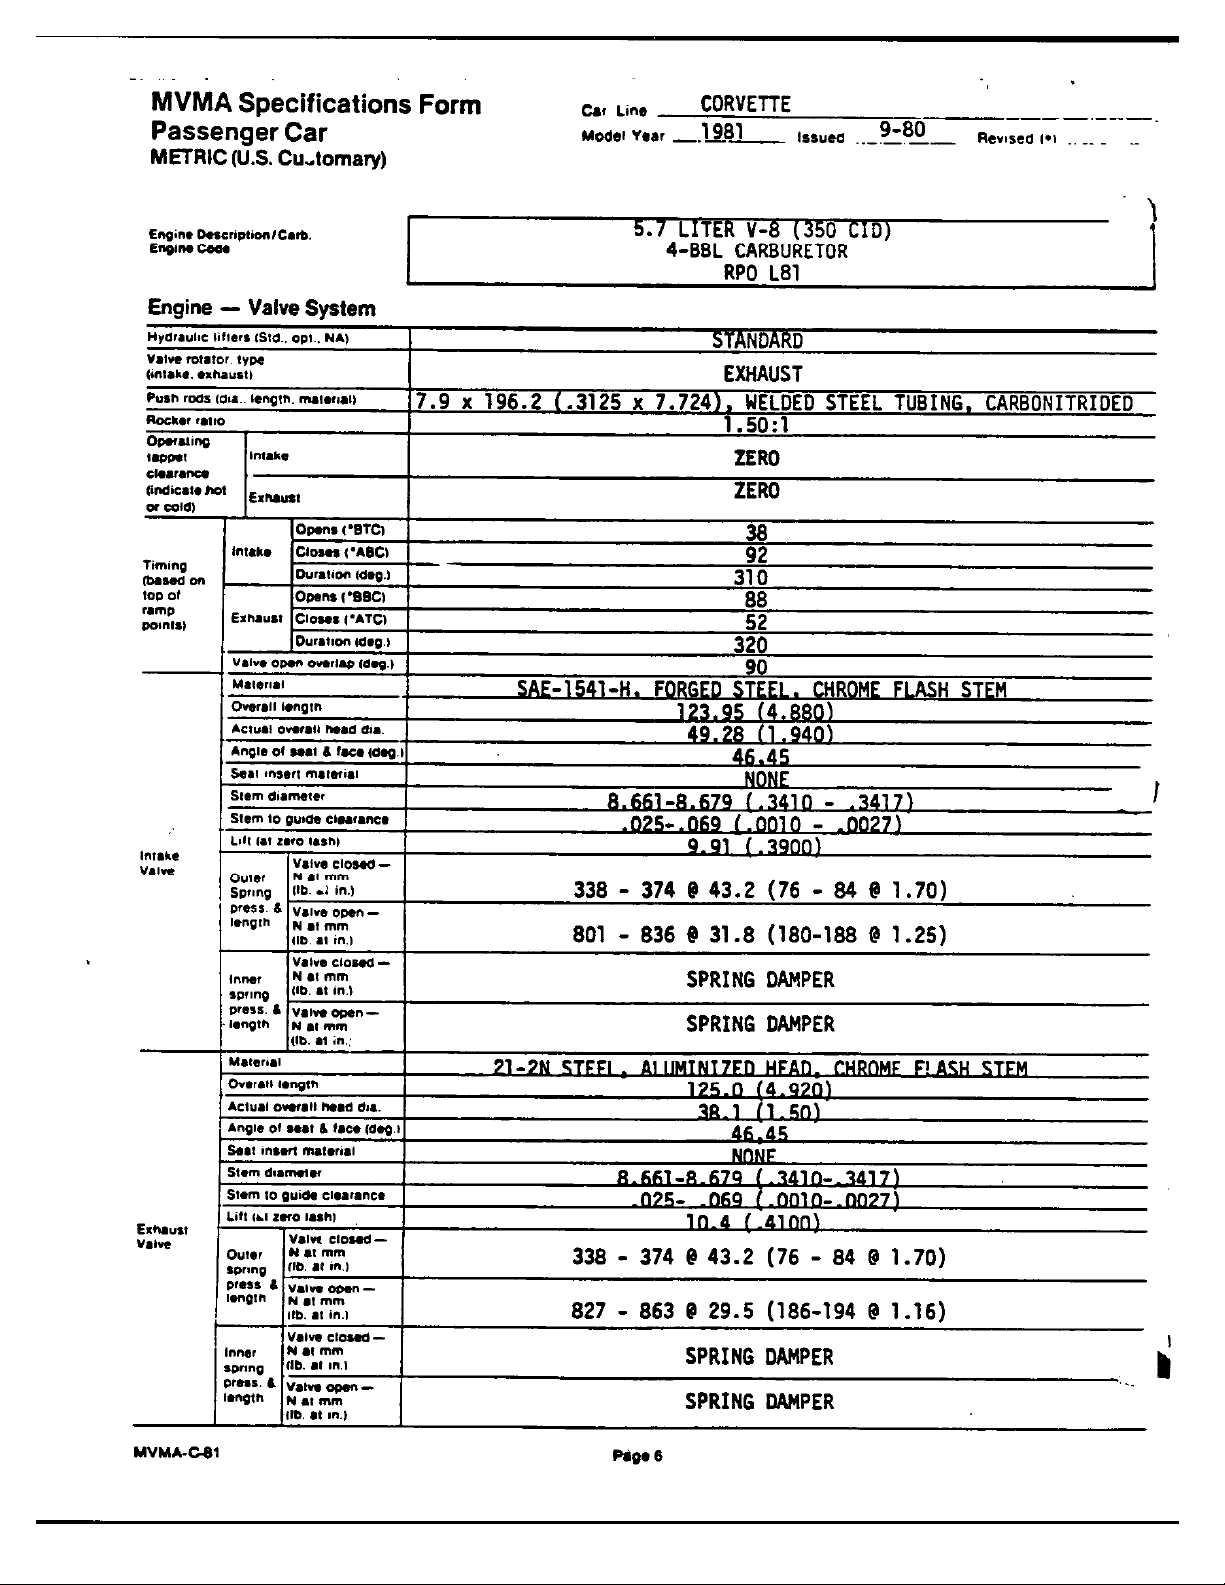 MVMA Specifications Form
Passenger Car
METRIC (U.S. Customary)
Car Line CORVETTE
Model Year 1981 Issued 9-80 Revised (•)
Engine Description/Carb.
Engine Code
5.7 LITER V-8 (350 CID)
4-BBL CARBURETOR
RPO L81
Engine — Valve System
Hydraulic lifters (Std., opt., NA) STANDARD
Valve rotator, type
(intake, exhaust) EXHAUST
Push rods (dia., length, material) 7.9 x 196.2 (.3125 x 7.724), WELDED STEEL TUBING, CARBONITRIDED
Rocker ratio 1.50:1
Operating
tappet
clearance
(indicate hot
or cold)
Intake ZERO
Exhaust ZERO
Timing
(based on
top of
ramp
points)
Intake
Opens (°BTC) 38
Closes (°ABC) 92
Duration (deg.) 310
Exhaust
Opens (°BBC) 88
Closes (°ATC) 52
Duration (deg.) 320
Valve open overlap (deg.) 90
Intake
Valve
Material SAE-1541-H, FORGED STEEL, CHROME FLASH STEM
Overall length 123.95 (4.880)
Actual overall head dia. 49.28 (1.940)
Angle of seat & face (deg.) 46,45
Seat insert material NONE
Stem diameter 8.661-8.679 (.3410 - .3417)
Stem to guide clearance .025-.069 (.0010 - .0027)
Lift (at zero lash) 9.91 (.3900)
Outer
Spring
press. &
length
Valve closed —
N at mm
(lb. at in.) 338 - 374 @ 43.2 (76 - 84 @ 1.70)
Valve open —
N at mm
(lb. at in.) 801 - 836 @ 31.8 (180-188 @ 1.25)
Inner
spring
press. &
length
Valve closed —
N at mm
(lb. at in.) SPRING DAMPER
Valve open —
N at mm
(lb. at in.) SPRING DAMPER
Exhaust
Valve
Material 21-2N STEEL, ALUMINIZED HEAD, CHROME FLASH STEM
Overall length 125.0 (4.920)
Actual overall head dia. 38.1 (1.50)
Angle of seat & face (deg.) 46,45
Seat insert material NONE
Stem diameter 8.661-8.679 (.3410-.3417)
Stem to guide clearance .025- .069 (.0010-.0027)
Lift (at zero lash) 10.4 (.4100)
Outer
spring
press. &
length
Valve closed —
N at mm
(lb. at in.) 338 - 374 @ 43.2 (76 - 84 @ 1.70)
Valve open —
N at mm
(lb. at in.) 827 - 863 @ 29.5 (186-194 @ 1.16)
Inner
spring
press. &
length
Valve closed —
N at mm
(lb. at in.) SPRING DAMPER
Valve open —
N at mm
(lb. at in.) SPRING DAMPER
MVMA-C-81
Page 6